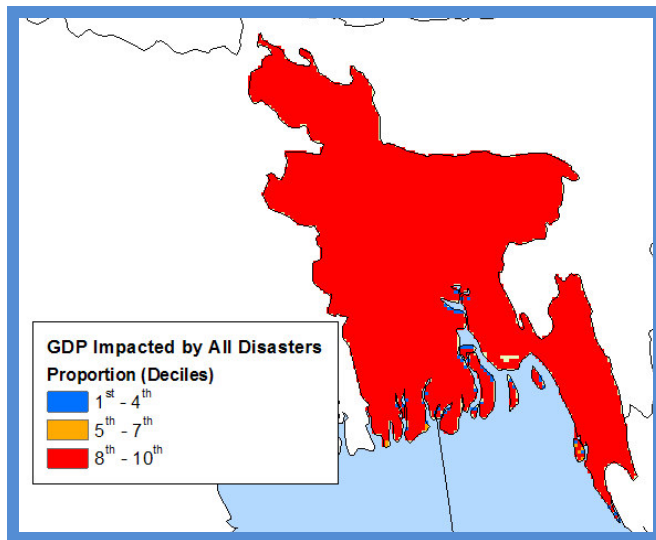 GDP Impacted by All Disasters
Proportion (Deciles)
1st - 4th
5th - 7th
8th - 10th